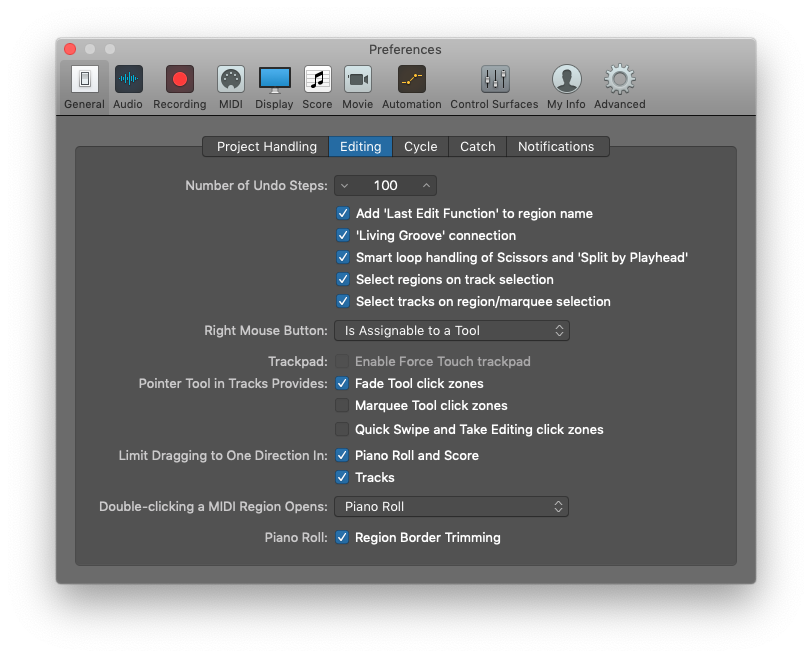 Preferences
General Audio Recording MIDI Display Score Movie Automation Control Surfaces My Info Advanced
Project Handling Editing Cycle Catch Notifications
Number of Undo Steps: 100
Add 'Last Edit Function' to region name
'Living Groove' connection
Smart loop handling of Scissors and 'Split by Playhead'
Select regions on track selection
Select tracks on region/marquee selection
Right Mouse Button: Is Assignable to a Tool
Trackpad: Enable Force Touch trackpad
Pointer Tool in Tracks Provides: Fade Tool click zones
Marquee Tool click zones
Quick Swipe and Take Editing click zones
Limit Dragging to One Direction In: Piano Roll and Score
Tracks
Double-clicking a MIDI Region Opens: Piano Roll
Piano Roll: Region Border Trimming